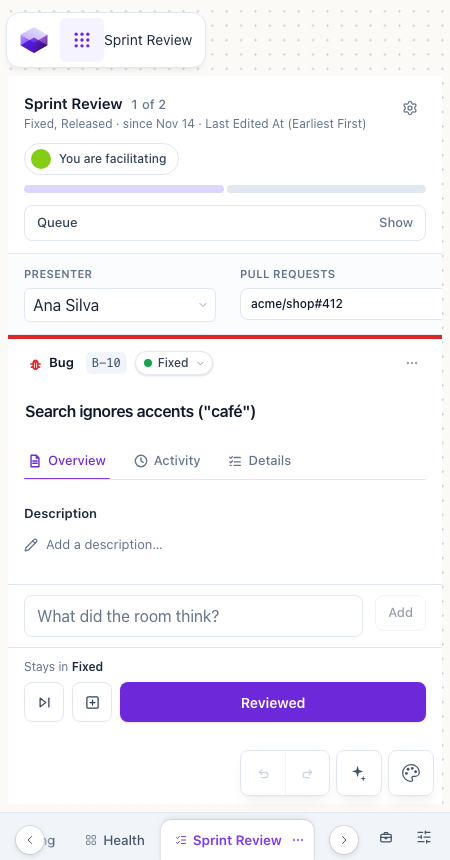 Sprint Review
Sprint Review 1 of 2
Fixed, Released · since Nov 14 · Last Edited At (Earliest First)
You are facilitating
Queue Show
PRESENTER PULL REQUESTS
Ana Silva acme/shop#412
Bug B-10 Fixed
Search ignores accents ("café")
Overview Activity Details
Description
Add a description...
What did the room think? Add
Stays in Fixed
Reviewed
Health Sprint Review